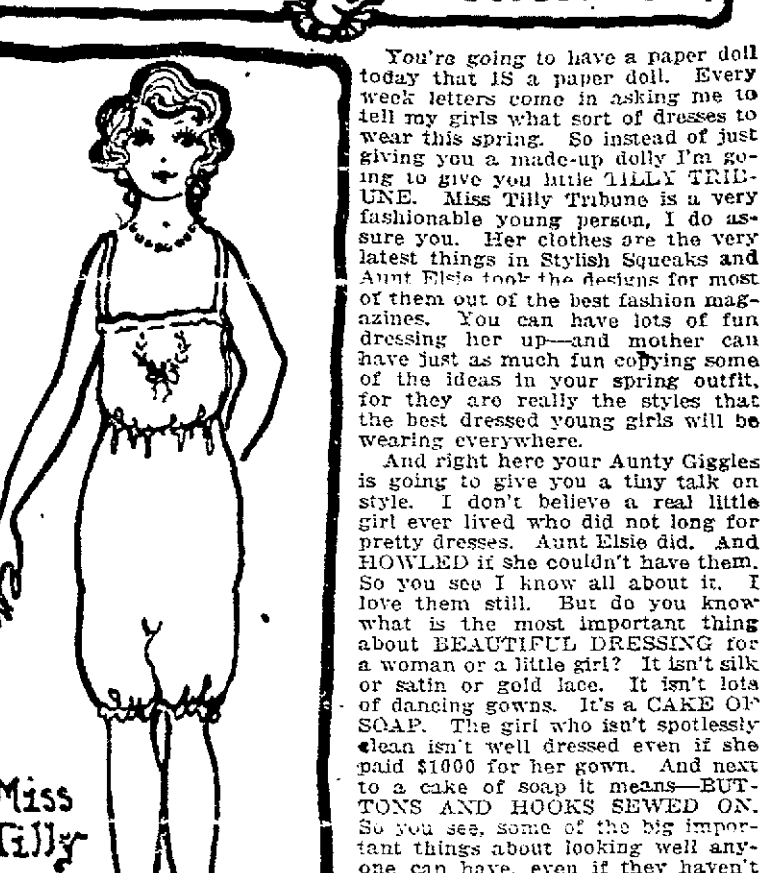 You're going to have a paper doll
today that IS a paper doll. Every
week letters come in asking me to
tell my girls what sort of dresses to
wear this spring. So instead of just
giving you a made-up dolly I'm go-
ing to give you little TILLY TRIB-
UNE. Miss Tilly Tribune is a very
fashionable young person, I do as-
sure you. Her clothes are the very
latest things in Stylish Squeaks and
Aunt Elsie took the designs for most
of them out of the best fashion mag-
azines. You can have lots of fun
dressing her up—and mother can
have just as much fun copying some
of the ideas in your spring outfit,
for they are really the styles that
the best dressed young girls will be
wearing everywhere.
And right here your Aunty Giggles
is going to give you a tiny talk on
style. I don't believe a real little
girl ever lived who did not long for
pretty dresses. Aunt Elsie did. And
HOWLED if she couldn't have them.
So you see I know all about it. I
love them still. But do you know
what is the most important thing
about BEAUTIFUL DRESSING for
a woman or a little girl? It isn't silk
or satin or gold lace. It isn't lots
of dancing gowns. It's a CAKE OF
SOAP. The girl who isn't spotlessly
clean isn't well dressed even if she
paid $1000 for her gown. And next
to a cake of soap it means—BUT-
TONS AND HOOKS SEWED ON.
So you see, some of the big impor-
tant things about looking well any-
one can have, even if they haven't
Miss
Tilly